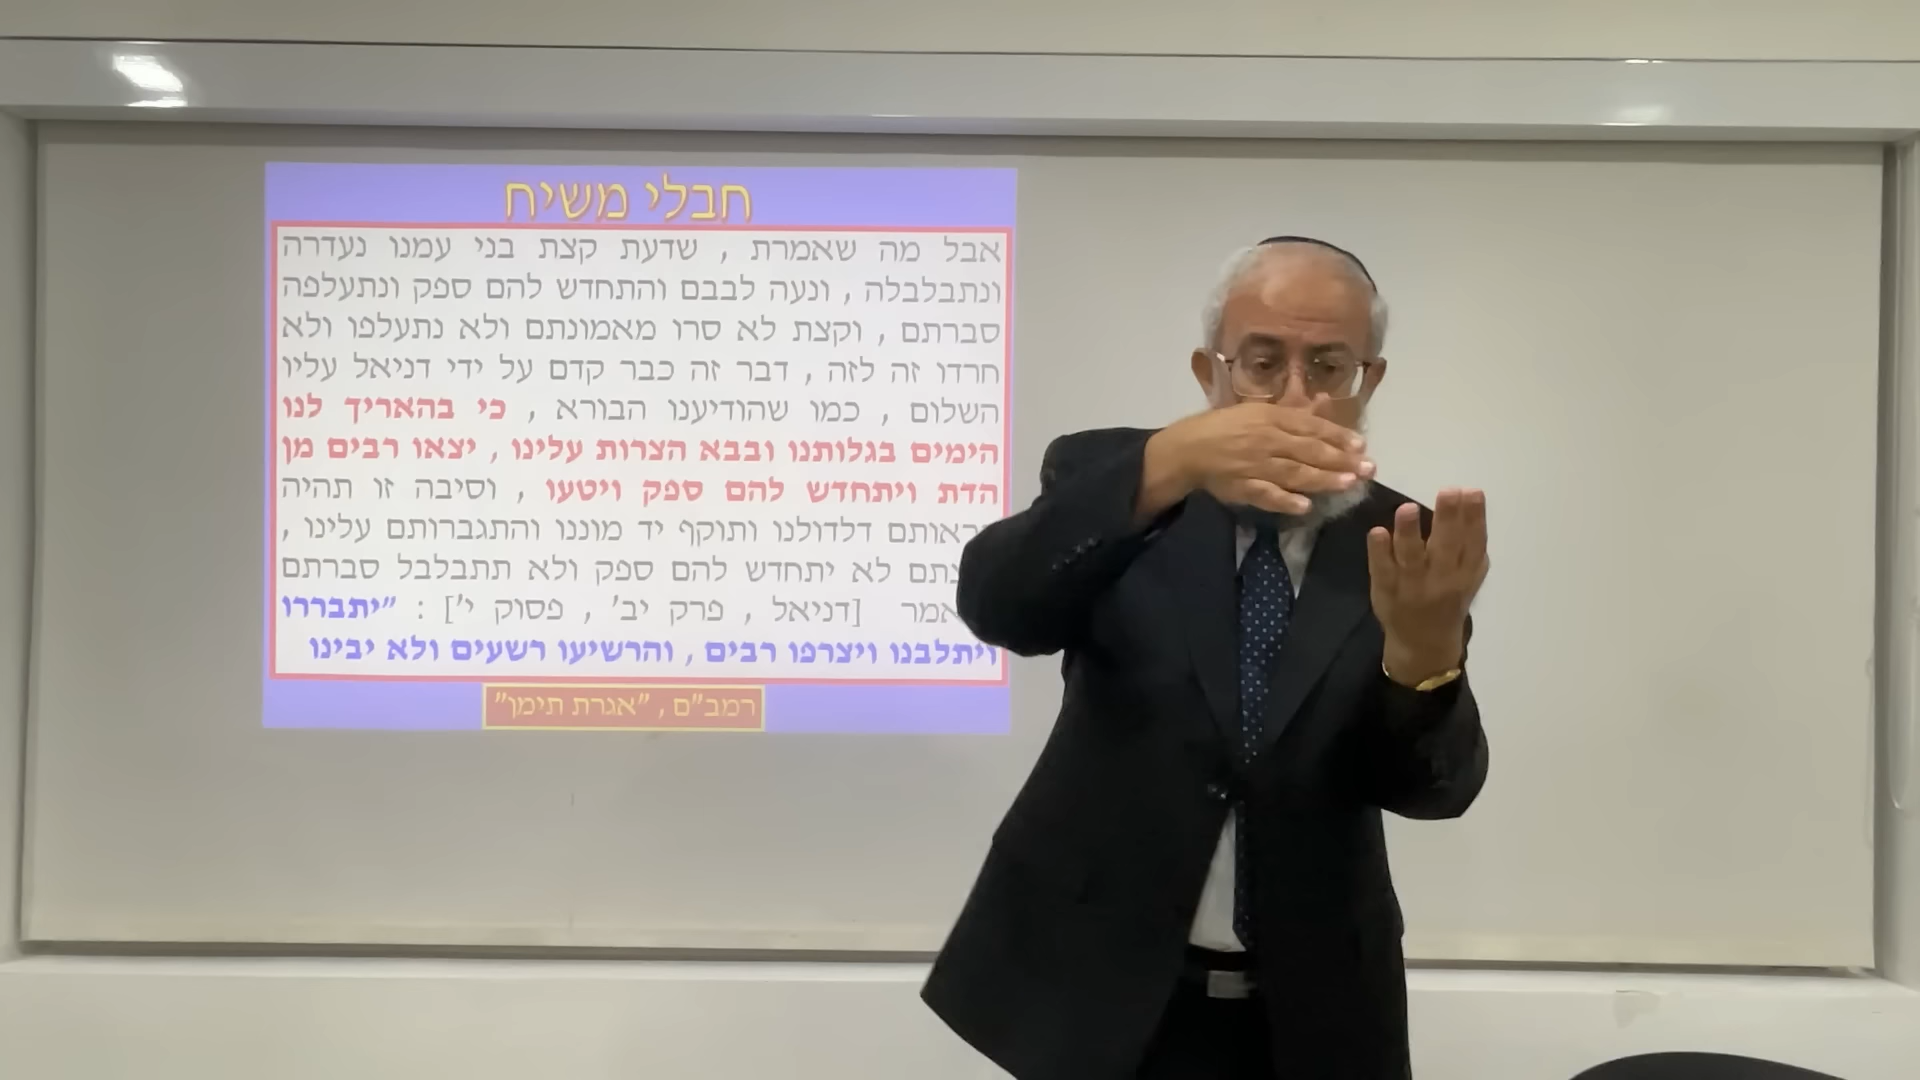 חבלי משיח
אבל מה שאמרת , שדעת קצת בני עמנו נעדרה
ונתבלבלה , ונעה לבבם והתחדש להם ספק ונתעלפה
סברתם , וקצת לא סרו מאמונתם ולא נתעלפו ולא
חרדו זה לזה , דבר זה כבר קדם על ידי דניאל עליו
השלום , כמו שהודיענו הבורא , כי בהאריך לנו
הימים בגלותנו ובבא הצרות עלינו , יצאו רבים מן
הדת ויתחדש להם ספק ויטעו , וסיבה זו תהיה
דלדולנו ותוקף יד מוננו והתגברותם עלינו ,
לא יתחדש להם ספק ולא תתבלבל סברתם
[דניאל , פרק יב' , פסוק י'] : "יתבררו
ויתלבנו ויצרפו רבים , והרשיעו רשעים ולא יבינו
רמב"ם , "אגרת תימן"